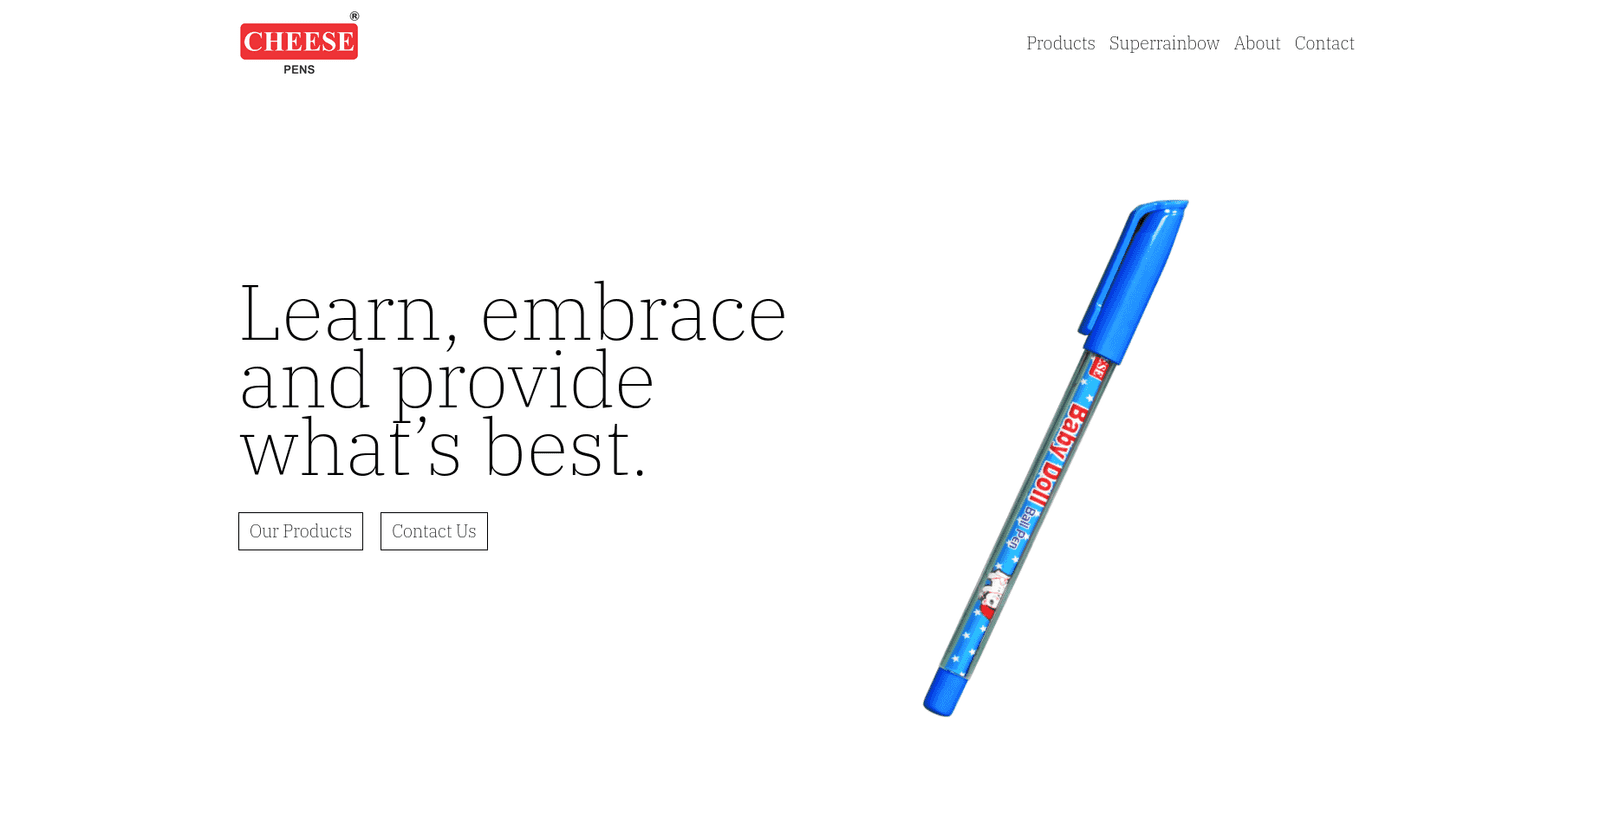 ®
CHEESE
PENS
Products Superrainbow About Contact
Learn, embrace
and provide
what’s best.
Our Products Contact Us
Baby Doll Ball Pen